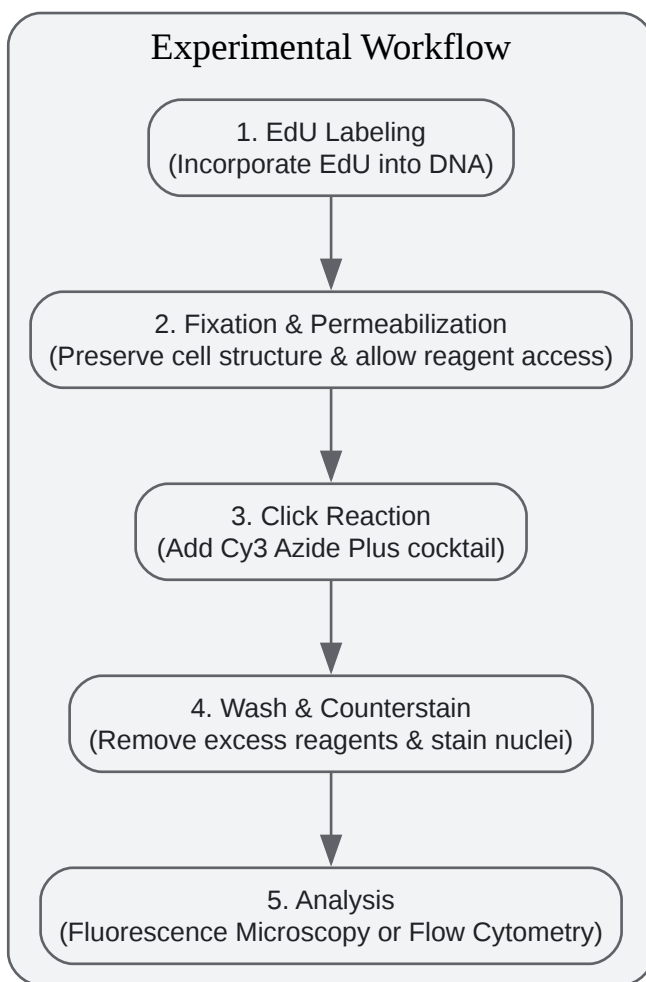 Experimental Workflow
1. EdU Labeling
(Incorporate EdU into DNA)
2. Fixation & Permeabilization
(Preserve cell structure & allow reagent access)
3. Click Reaction
(Add Cy3 Azide Plus cocktail)
4. Wash & Counterstain
(Remove excess reagents & stain nuclei)
5. Analysis
(Fluorescence Microscopy or Flow Cytometry)